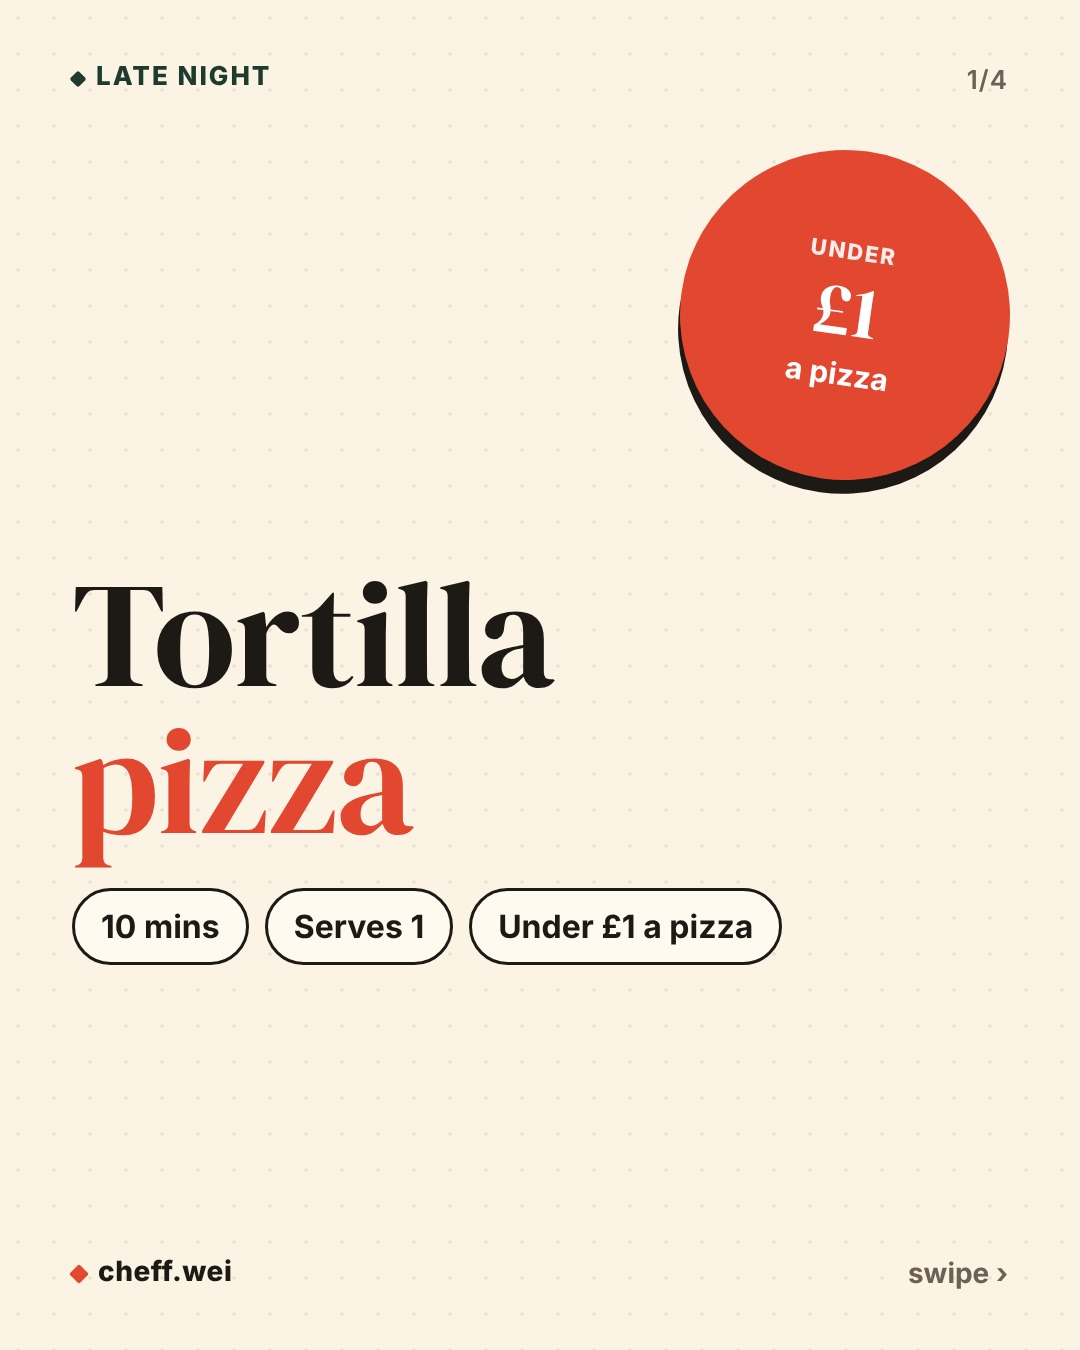 LATE NIGHT
1/4
UNDER
£1
a pizza
Tortilla
pizza
10 mins
Serves 1
Under £1 a pizza
cheff.wei
swipe ›